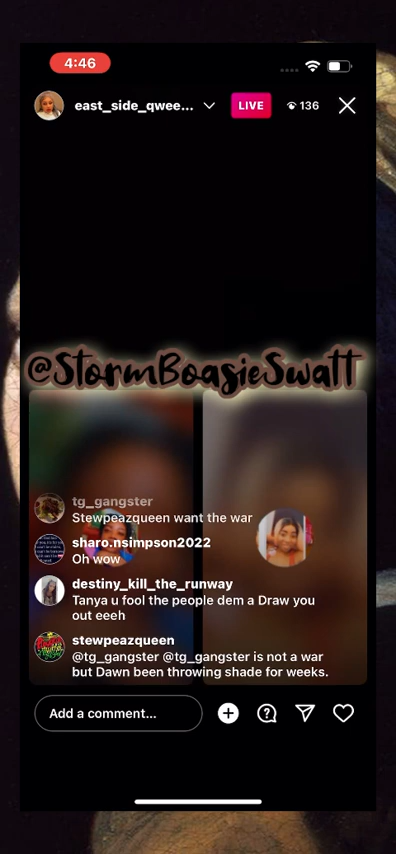 4:46
east_side_qwee...
LIVE
136
@StormBoasieSwatt
tg_gangster
Stewpeazqueen want the war
sharo.nsimpson2022
Oh wow
destiny_kill_the_runway
Tanya u fool the people dem a Draw you
out eeeh
stewpeazqueen
@tg_gangster @tg_gangster is not a war
but Dawn been throwing shade for weeks.
Add a comment...